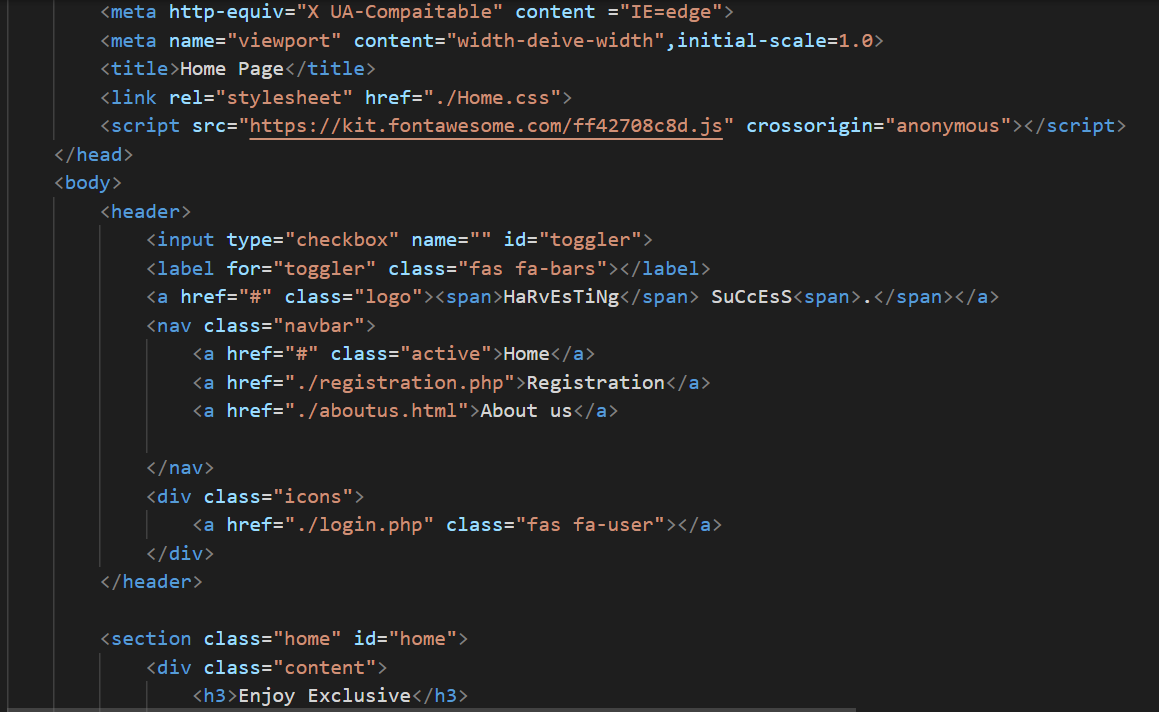 <meta http-equiv="X UA-Compaitable" content ="IE=edge">
<meta name="viewport" content="width-deive-width",initial-scale=1.0>
<title>Home Page</title>
<link rel="stylesheet" href="./Home.css">
<script src="https://kit.fontawesome.com/ff42708c8d.js" crossorigin="anonymous"></script>
</head>
<body>
<header>
<input type="checkbox" name="" id="toggler">
<label for="toggler" class="fas fa-bars"></label>
<a href="#" class="logo"><span>HaRvEsTiNg</span> SuCcEsS<span>.</span></a>
<nav class="navbar">
<a href="#" class="active">Home</a>
<a href="./registration.php">Registration</a>
<a href="./aboutus.html">About us</a>
</nav>
<div class="icons">
<a href="./login.php" class="fas fa-user"></a>
</div>
</header>
<section class="home" id="home">
<div class="content">
<h3>Enjoy Exclusive</h3>